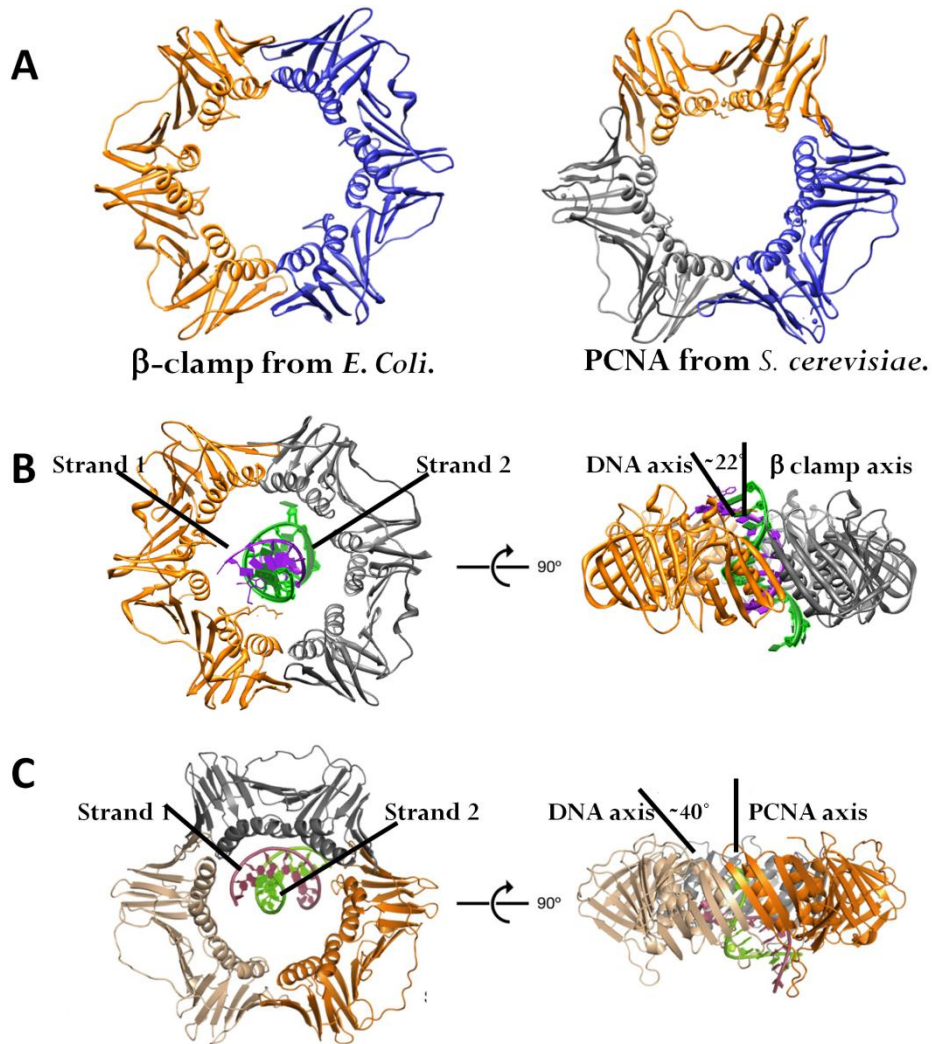 A
β-clamp from E. Coli.
PCNA from S. cerevisiae.
B
Strand 1
Strand 2
90°
DNA axis ~22° β clamp axis
C
Strand 1
Strand 2
90°
DNA axis ~40° PCNA axis